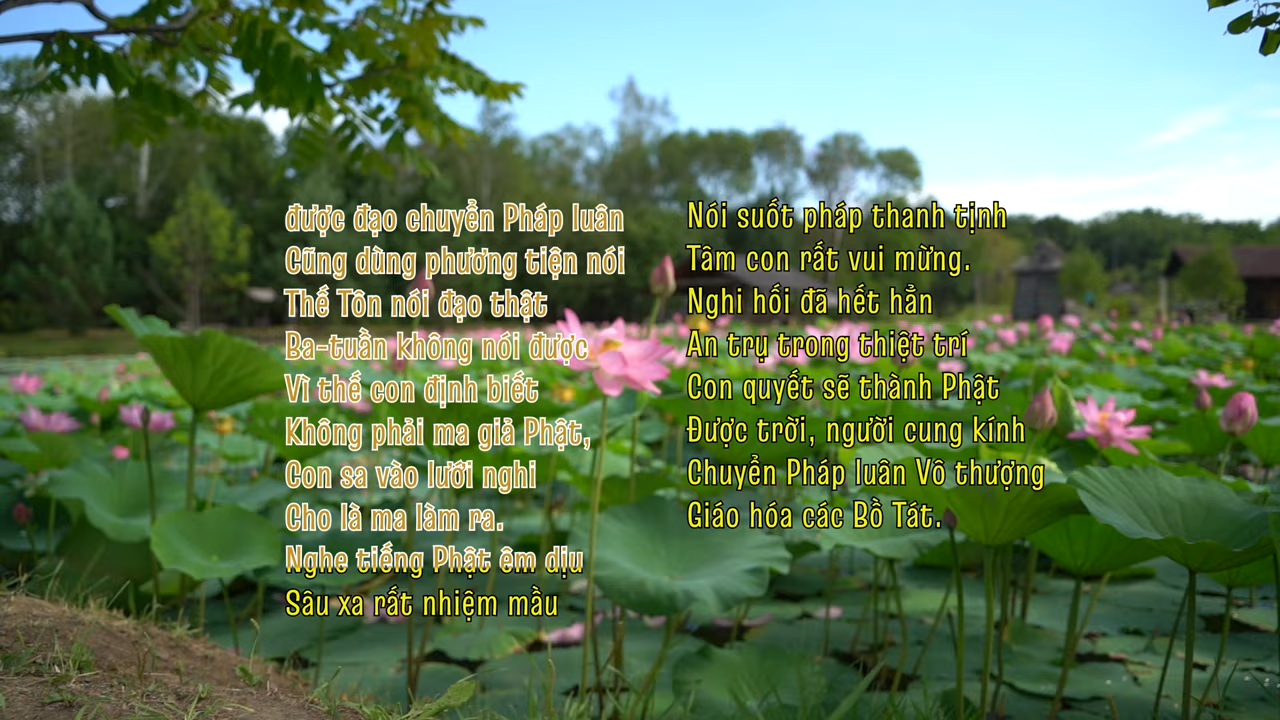 được đạo chuyển Pháp luân
Cũng dùng phương tiện nói
Thế Tôn nói đạo thật
Ba-tuần không nói được
Vì thế con định biết
Không phải ma giả Phật,
Con sa vào lưới nghi
Cho là ma làm ra.
Nghe tiếng Phật êm dịu
Sâu xa rất nhiệm mầu
Nói suốt pháp thanh tịnh
Tâm con rất vui mừng.
Nghi hối đã hết hẳn
An trụ trong thiệt trí
Con quyết sẽ thành Phật
Được trời, người cung kính
Chuyển Pháp luân Vô thượng
Giáo hóa các Bồ Tát.